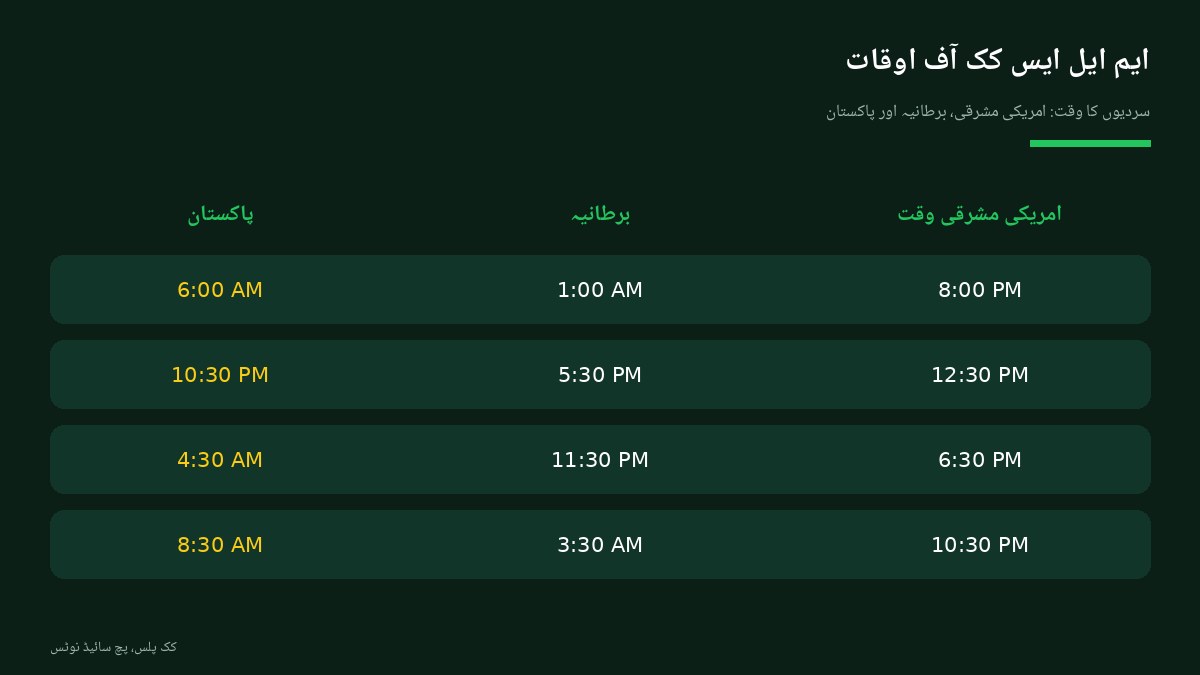 ایم ایل ایس کک آف اوقات
سردیوں کا وقت: امریکی مشرقی، برطانیہ اور پاکستان
امریکی مشرقی وقت برطانیہ پاکستان
8:00 PM 1:00 AM 6:00 AM
12:30 PM 5:30 PM 10:30 PM
6:30 PM 11:30 PM 4:30 AM
10:30 PM 3:30 AM 8:30 AM
کک پلس، پچ سائیڈ نوٹس